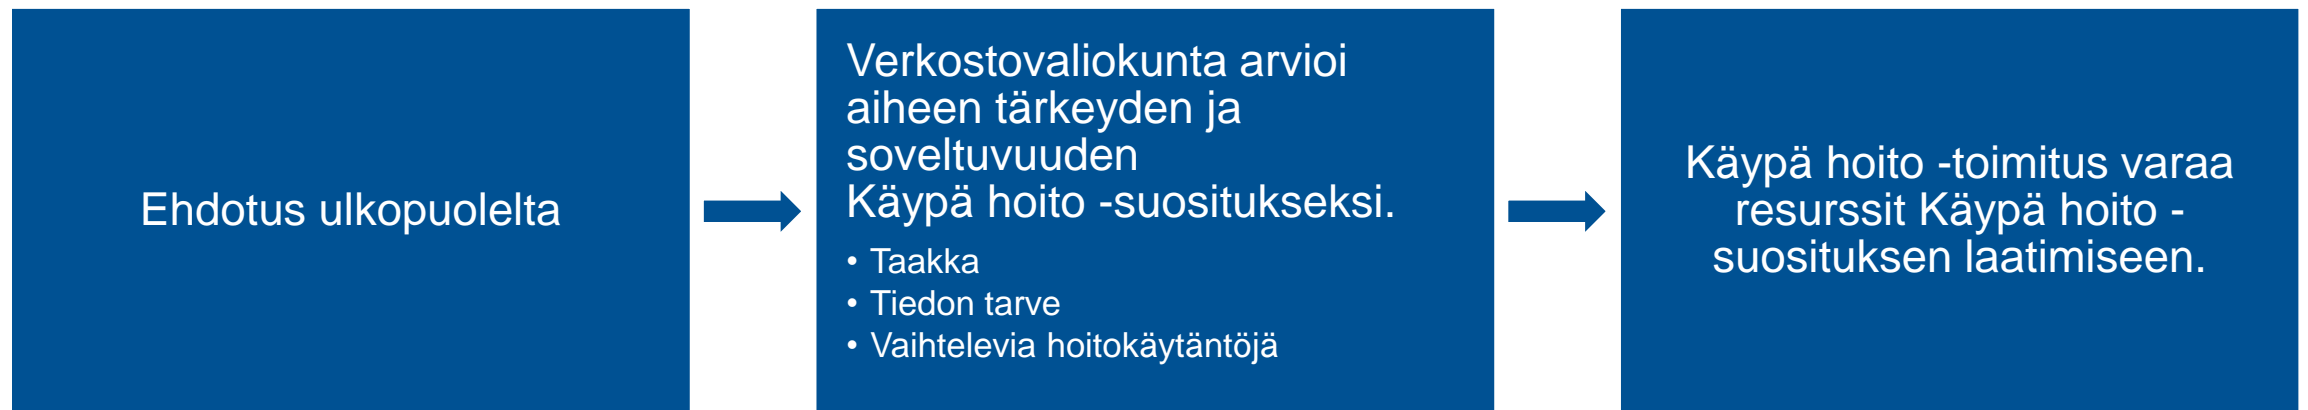 Ehdotus ulkopuolelta
Verkostovaliokunta arvioi
aiheen tärkeyden ja
soveltuvuuden
Käypä hoito -suositukseksi.
• Taakka
• Tiedon tarve
• Vaihtelevia hoitokäytäntöjä
Käypä hoito -toimitus varaa
resurssit Käypä hoito -
suosituksen laatimiseen.